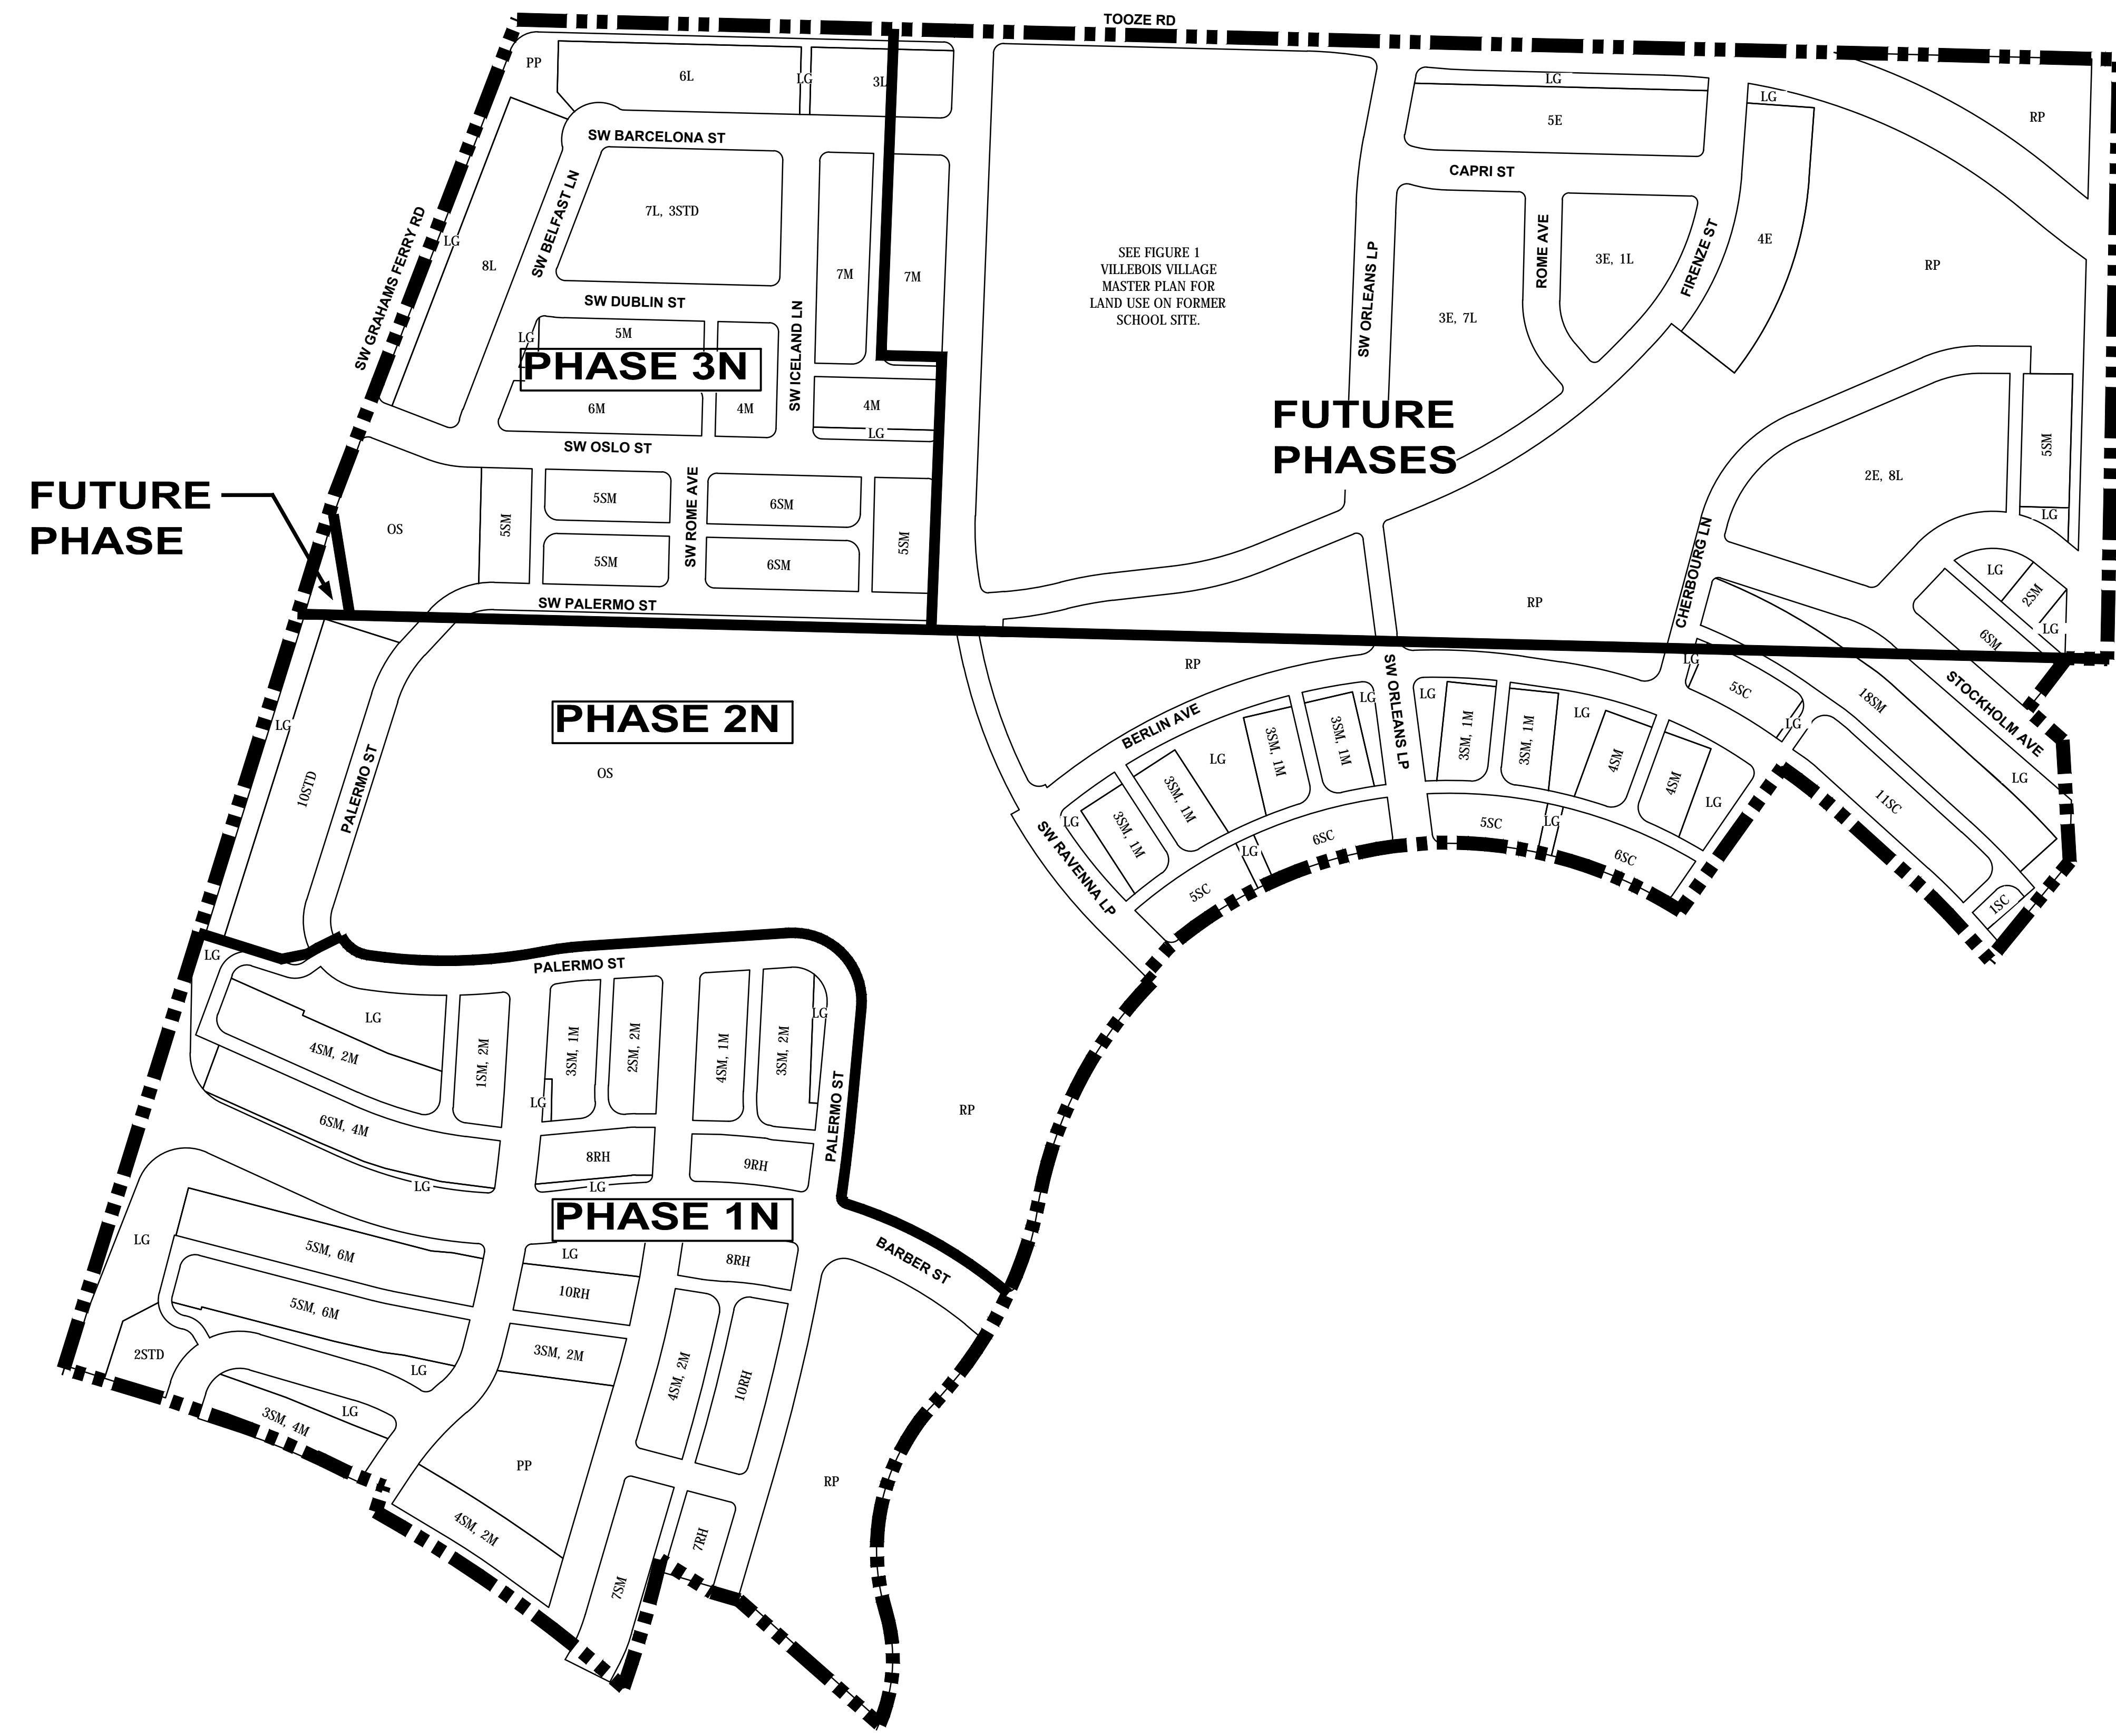 TOOZE RD
PP
6L
LG
3L
LG
5E
LG
RP
SW BARCELONA ST
CAPRI ST
SW GRAHAMS FERRY RD
LG
8L
SW BELFAST LN
7L, 3STD
7M
7M
SEE FIGURE 1
VILLEBOIS VILLAGE
MASTER PLAN FOR
LAND USE ON FORMER
SCHOOL SITE.
SW ORLEANS LP
3E, 7L
ROME AVE
3E, 1L
FIRENZE ST
4E
RP
SW DUBLIN ST
LG
5M
PHASE 3N
6M
4M
SW ICELAND LN
4M
LG
FUTURE
PHASES
SW OSLO ST
2E, 8L
5SM
LG
FUTURE
PHASE
OS
5SM
5SM
SW ROME AVE
6SM
5SM
5SM
6SM
SW PALERMO ST
RP
CHERBOURG LN
LG
2SM
LG
6SM
RP
LG
10STD
PALERMO ST
PHASE 2N
OS
BERLIN AVE
SW ORLEANS LP
LG
3SM, 1M
3SM, 1M
LG
3SM, 1M
3SM, 1M
LG
LG
3SM, 1M
3SM, 1M
LG
4SM
4SM
LG
LG
5SC
LG
18SM
STOCKHOLM AVE
LG
11SC
1SC
SW RAVENNA LP
5SC
LG
6SC
5SC
LG
6SC
LG
PALERMO ST
LG
4SM, 2M
1SM, 2M
3SM, 1M
LG
2SM, 2M
4SM, 1M
3SM, 2M
LG
PALERMO ST
RP
6SM, 4M
LG
8RH
LG
9RH
PHASE 1N
LG
5SM, 6M
LG
8RH
BARBER ST
10RH
5SM, 6M
2STD
LG
3SM, 2M
4SM, 2M
10RH
3SM, 4M
LG
PP
RP
4SM, 2M
7SM
7RH